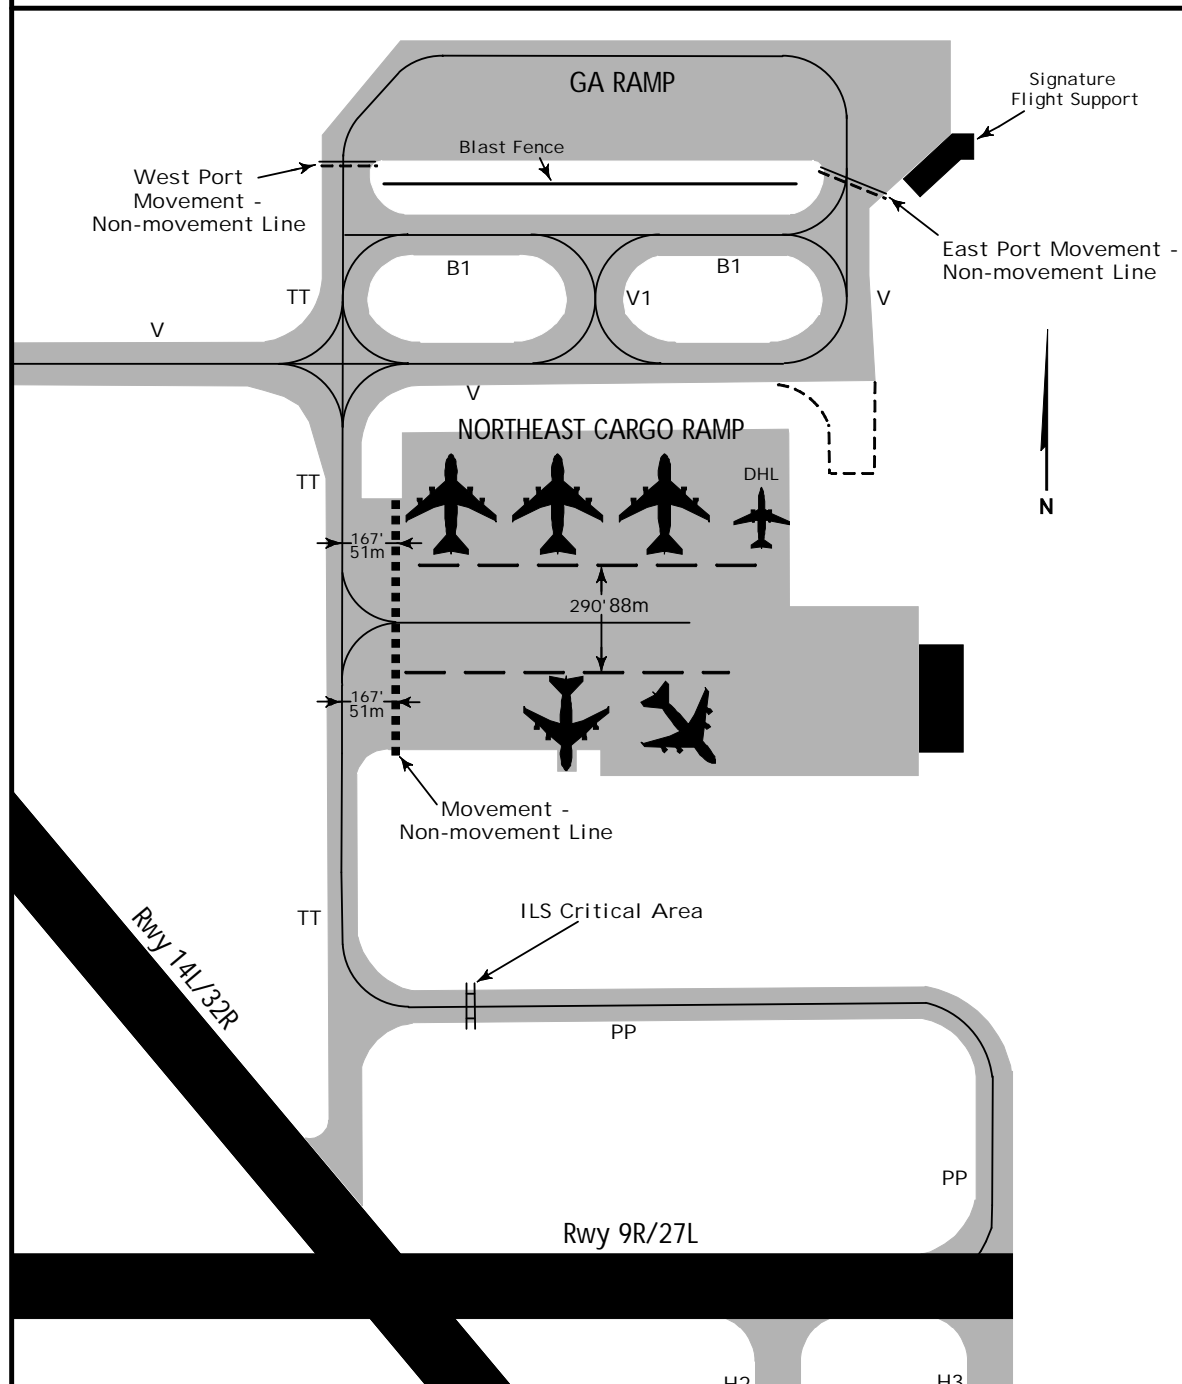 GA RAMP
Signature
Flight Support
Blast Fence
West Port
Movement -
Non-movement Line
East Port Movement -
Non-movement Line
B1
B1
TT
V1
V
V
V
NORTHEAST CARGO RAMP
DHL
TT
N
167'
51m
290' 88m
167'
51m
Movement -
Non-movement Line
TT
ILS Critical Area
Rwy 14L/32R
PP
PP
Rwy 9R/27L
H2
H3